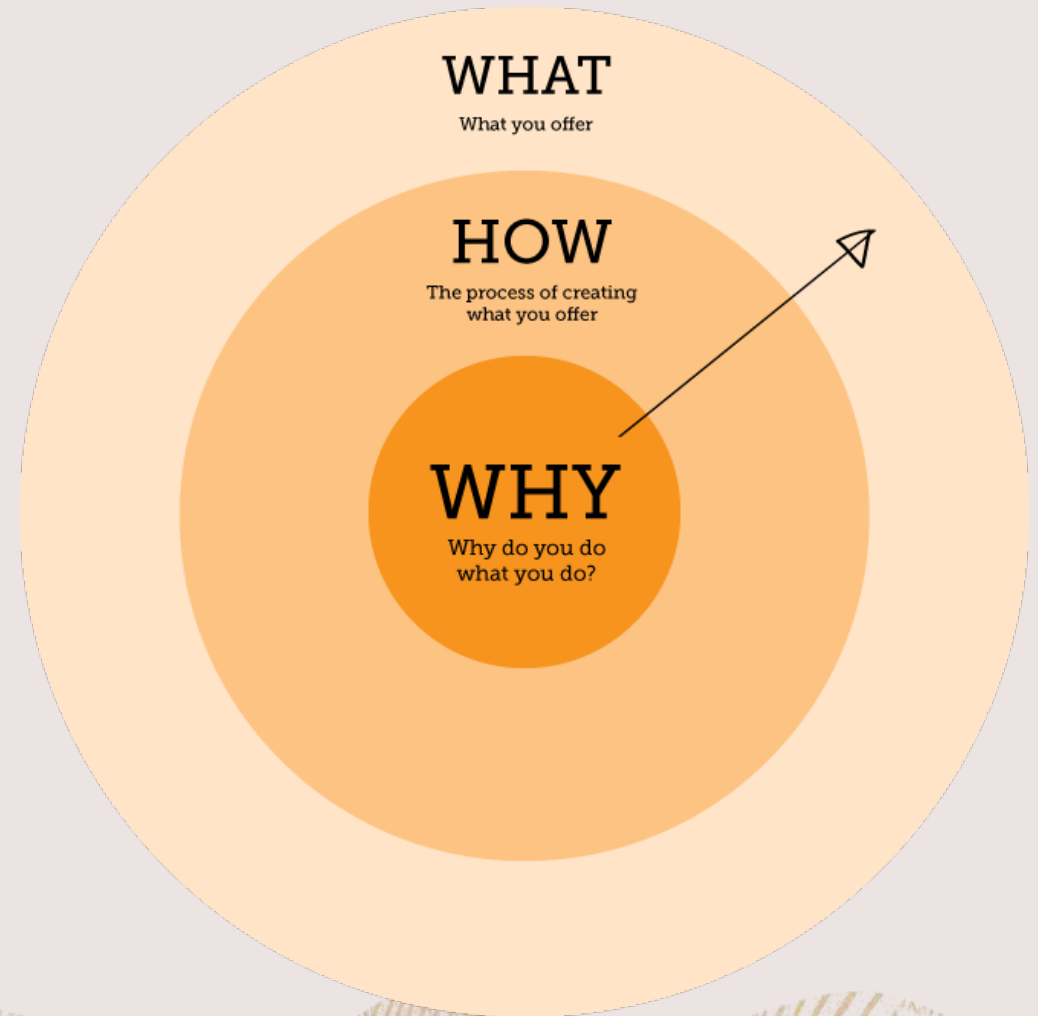 WHAT
What you offer
HOW
The process of creating
what you offer
WHY
Why do you do
what you do?